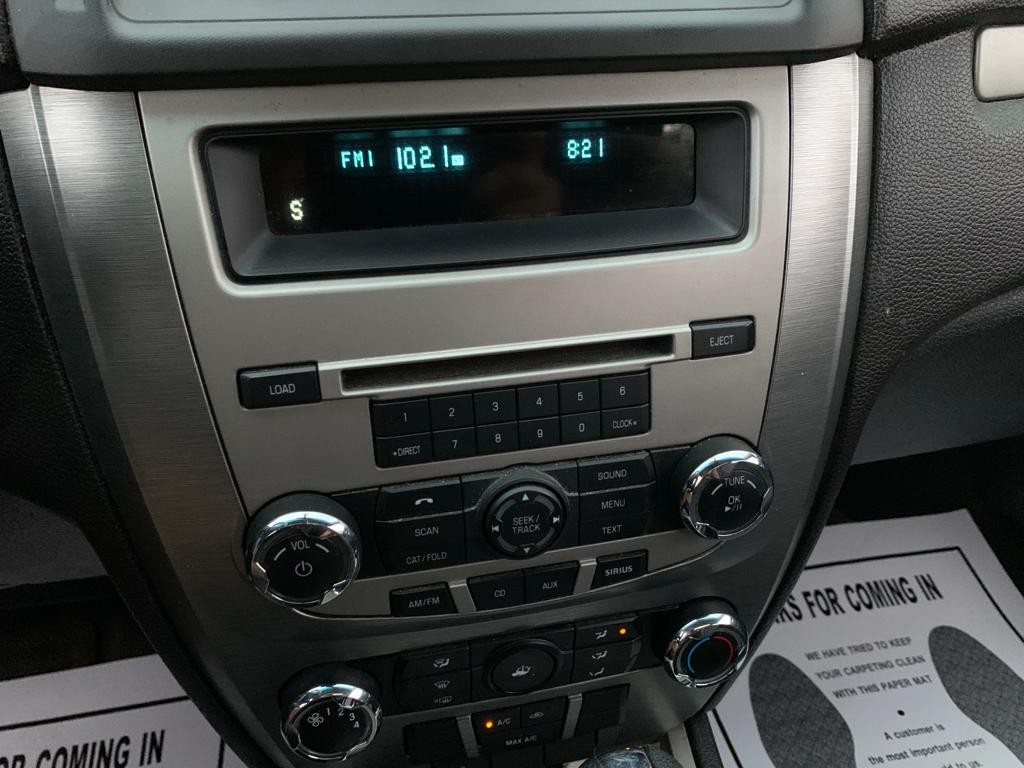 FM1 102.1 8:21
S
LOAD
EJECT
1 2 3 4 5 6
*DIRECT 7 8 9 0 CLOCK*
VOL
SCAN
CAT/FOLD
SEEK/
TRACK
SOUND
MENU
TEXT
TUNE
OK
AM/FM
CD
AUX
SIRIUS
1 2 3 4
A/C
MAX A/C
FOR COMING IN
WE HAVE TRIED TO KEEP
YOUR CARPETING CLEAN
WITH THIS PAPER MAT
A customer is
the most important person
to us.
FOR COMING IN